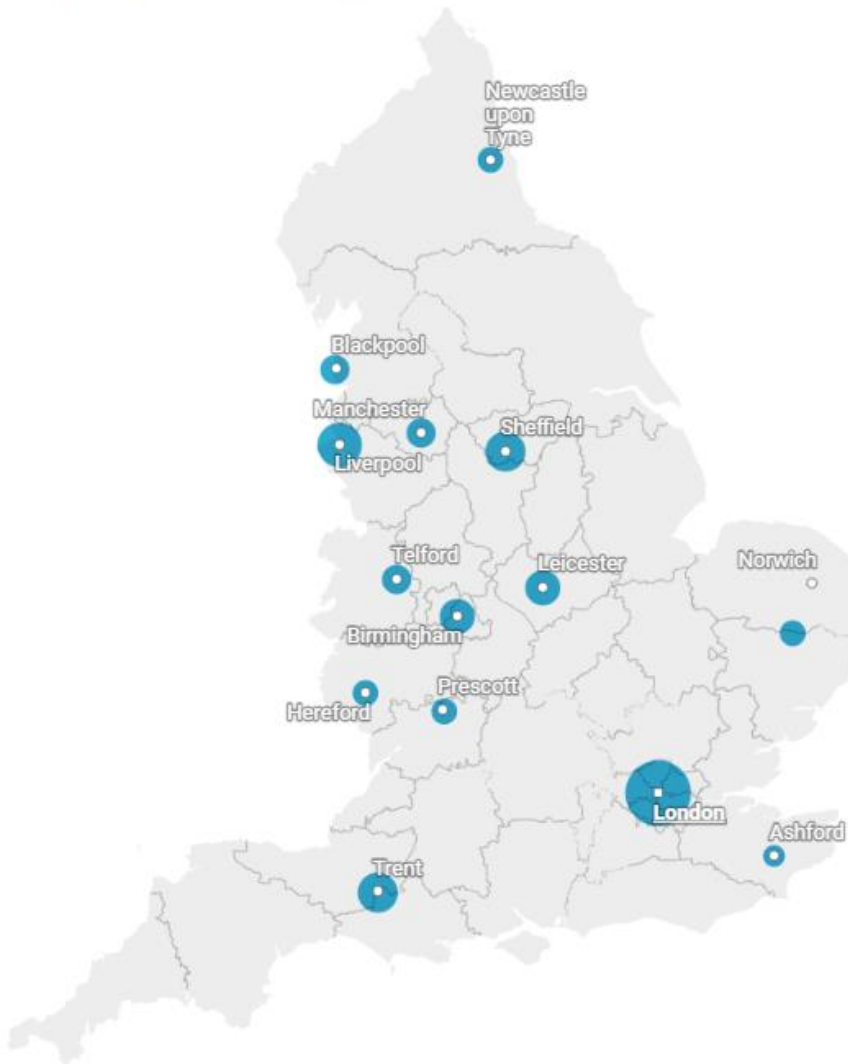 Newcastle
upon
Tyne
Blackpool
Manchester
Sheffield
Liverpool
Telford
Leicester
Norwich
Birmingham
Prescott
Hereford
London
Ashford
Trent